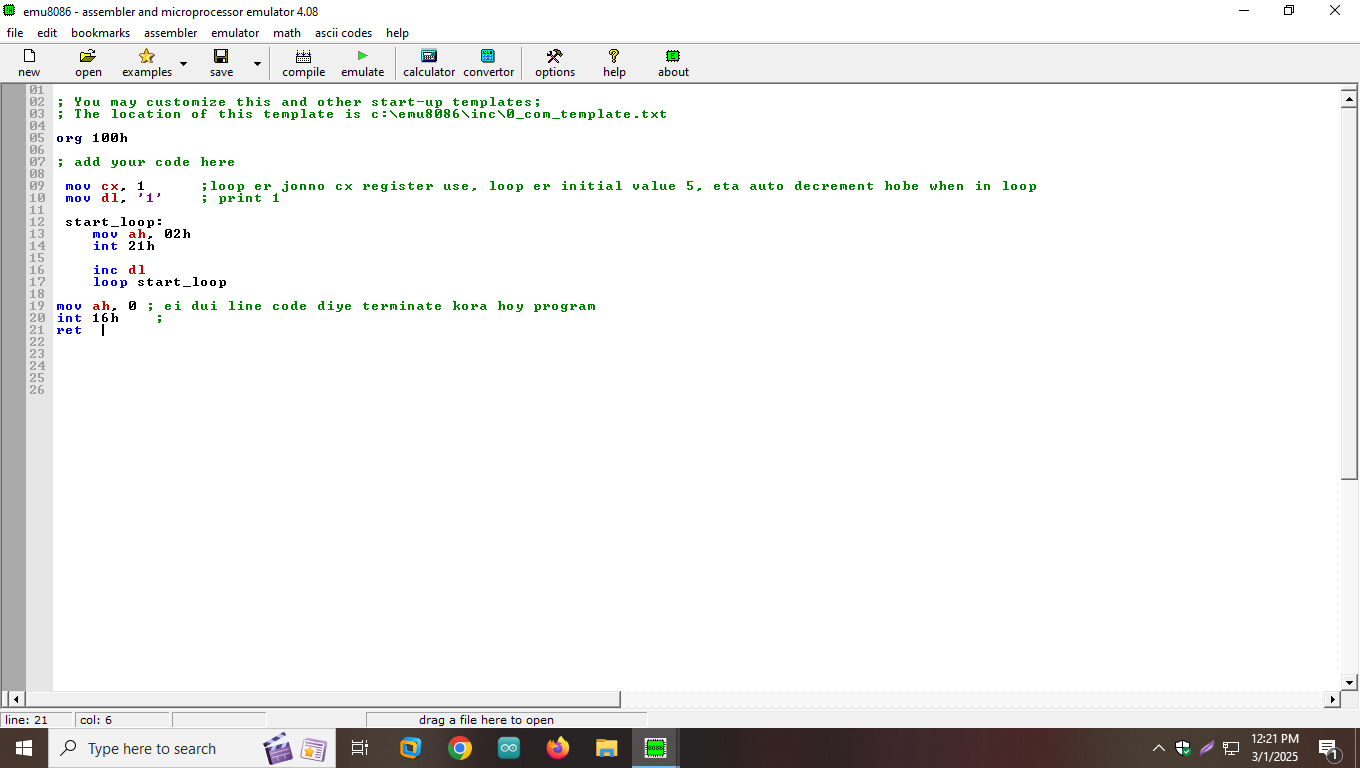 emu8086 - assembler and microprocessor emulator 4.08
file edit bookmarks assembler emulator math ascii codes help
new open examples save compile emulate calculator convertor options help about
01
02 ; You may customize this and other start-up templates;
03 ; The location of this template is c:\emu8086\inc\0_com_template.txt
04
05 org 100h
06
07 ; add your code here
08
09 mov cx, 1 ;loop er jonno cx register use, loop er initial value 5, eta auto decrement hobe when in loop
10 mov dl, '1' ; print 1
11
12 start_loop:
13 mov ah, 02h
14 int 21h
15
16 inc dl
17 loop start_loop
18
19 mov ah, 0 ; ei dui line code diye terminate kora hoy program
20 int 16h ;
21 ret
22
23
24
25
26
line: 21 col: 6 drag a file here to open
Type here to search
8086
12:21 PM
3/1/2025
1